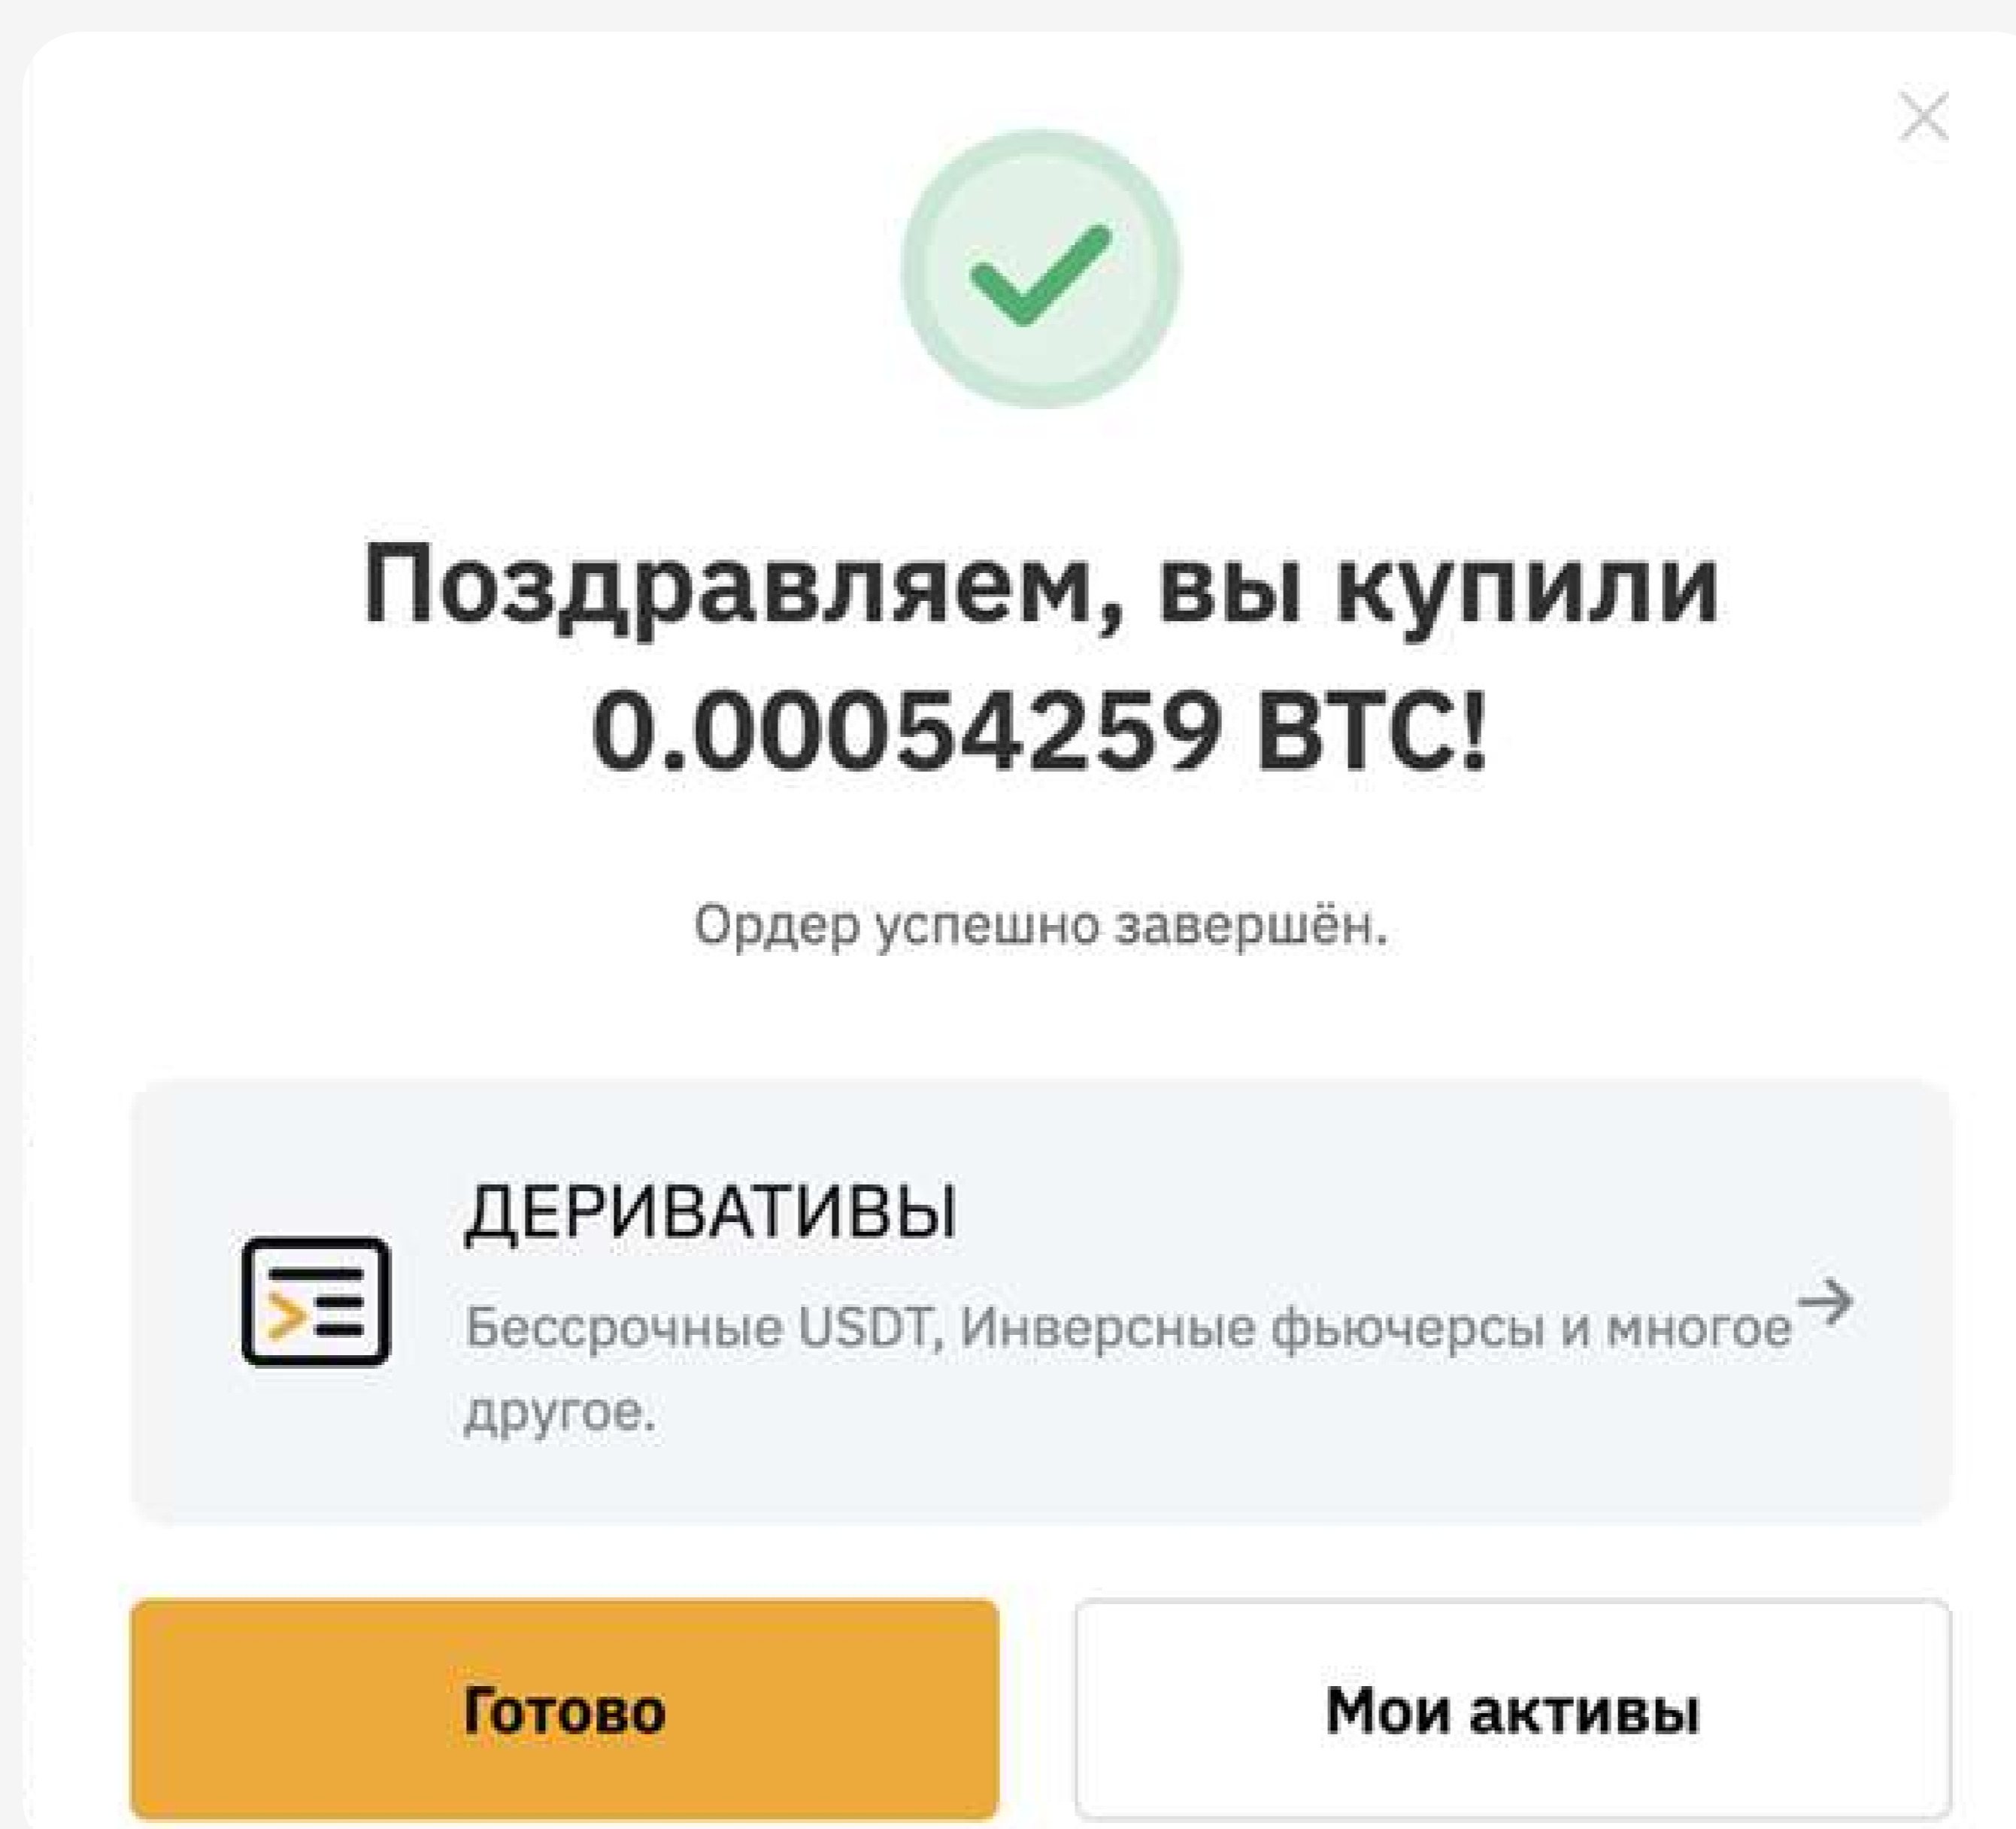 Поздравляем, вы купили
0.00054259 BTC!
Ордер успешно завершён.
ДЕРИВАТИВЫ
Бессрочные USDT, Инверсные фьючерсы и многое
другое.
Готово
Мои активы